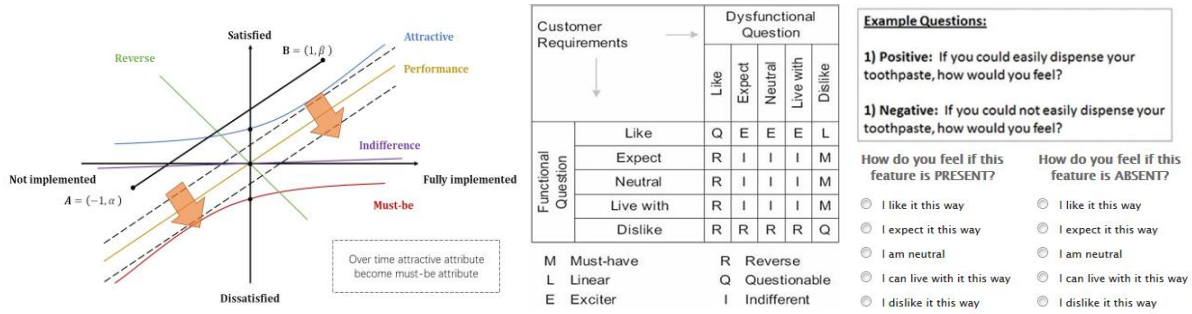 Satisfied
B = (1,β)
Attractive
Reverse
Performance
Indifference
Not implemented
Fully implemented
A = (−1,α)
Must-be
Over time attractive attribute
become must-be attribute
Dissatisfied
Customer
Requirements
Dysfunctional
Question
Like
Expect
Neutral
Live with
Dislike
Functional
Question
Like Q E E E L
Expect R I I I M
Neutral R I I I M
Live with R I I I M
Dislike R R R R Q
M Must-have
R Reverse
L Linear
Q Questionable
E Exciter
I Indifferent
Example Questions:
1) Positive: If you could easily dispense your
toothpaste, how would you feel?
1) Negative: If you could not easily dispense your
toothpaste, how would you feel?
How do you feel if this
feature is PRESENT?
I like it this way
I expect it this way
I am neutral
I can live with it this way
I dislike it this way
How do you feel if this
feature is ABSENT?
I like it this way
I expect it this way
I am neutral
I can live with it this way
I dislike it this way